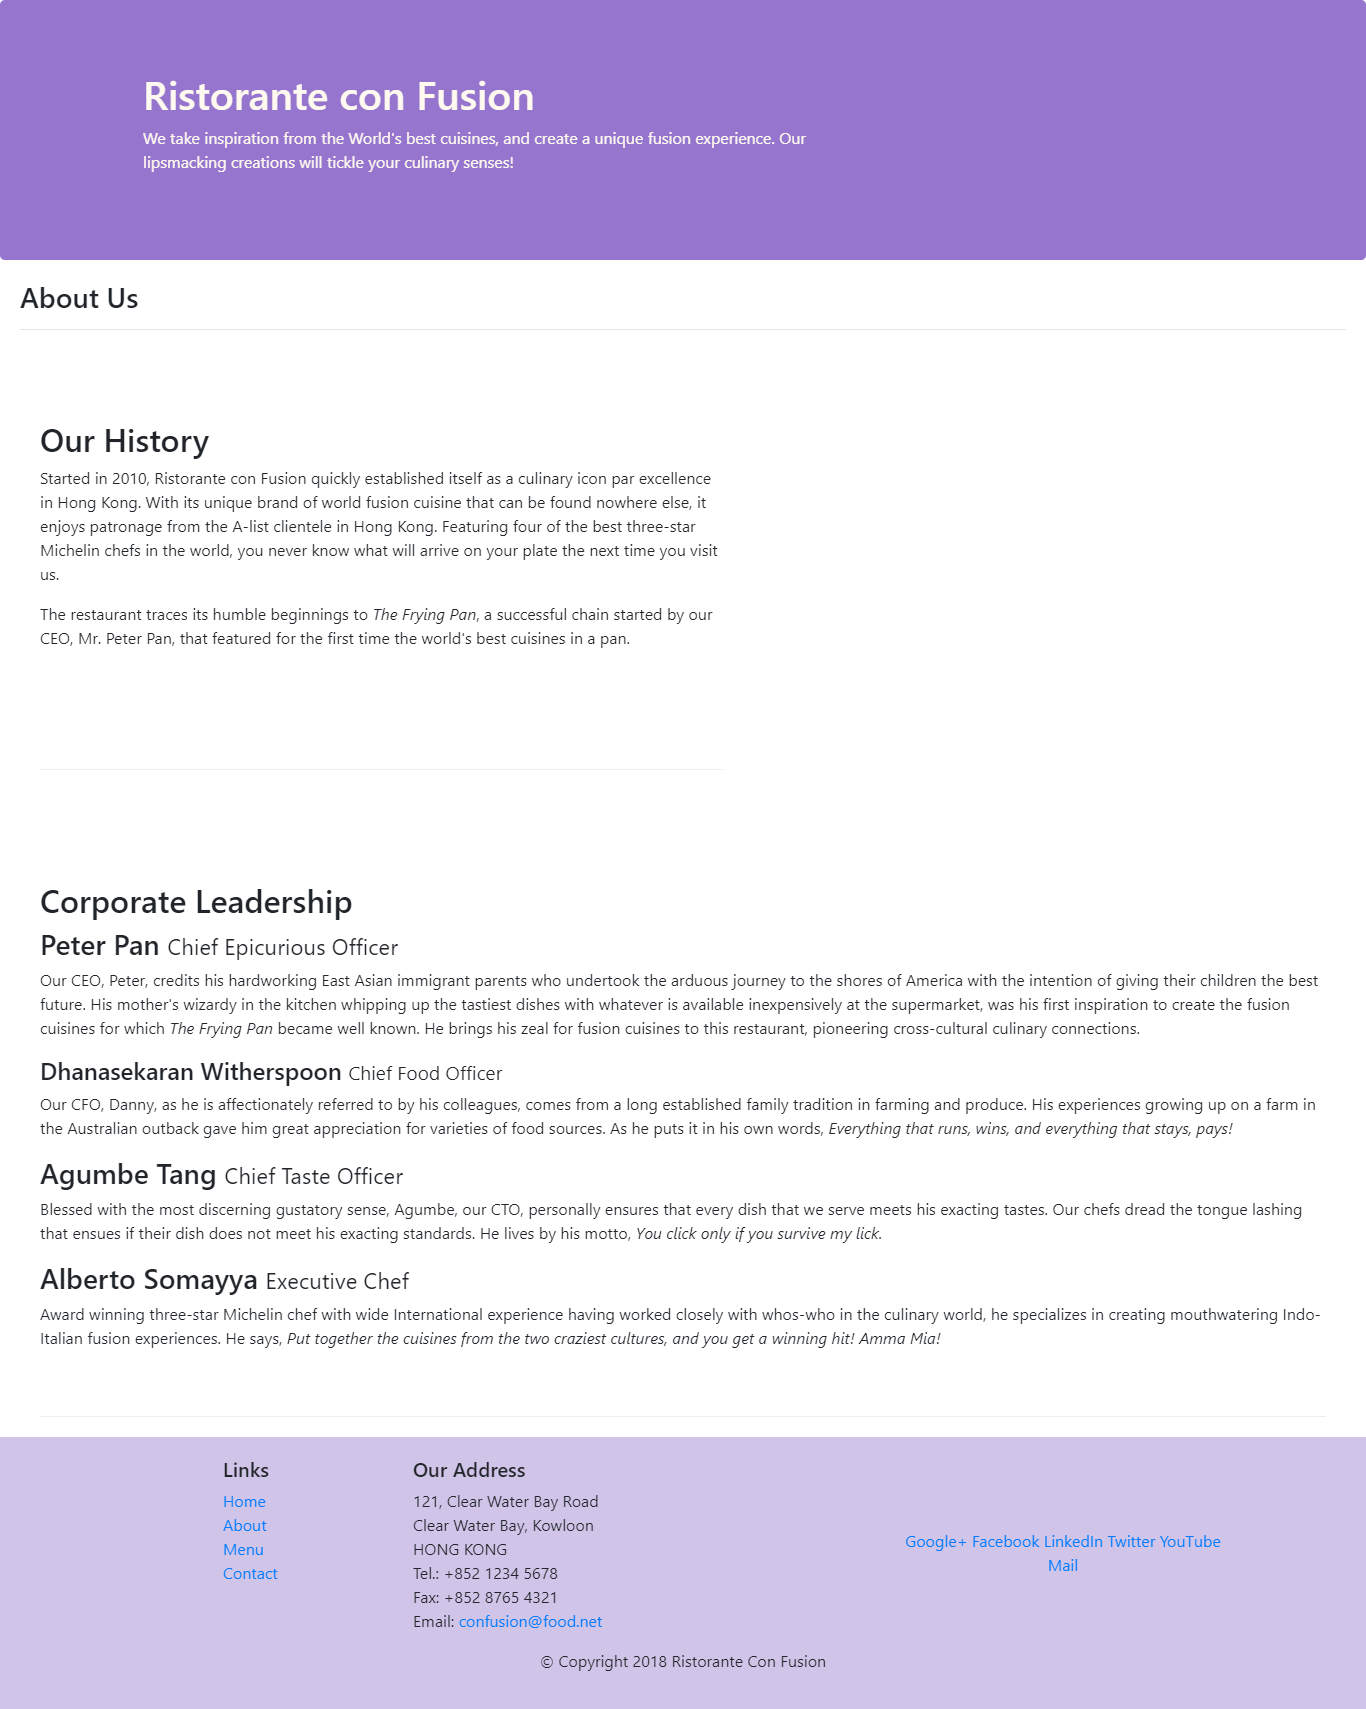 Ristorante con Fusion
We take inspiration from the World's best cuisines, and create a unique fusion experience. Our
lipsmacking creations will tickle your culinary senses!
About Us
Our History
Started in 2010, Ristorante con Fusion quickly established itself as a culinary icon par excellence
in Hong Kong. With its unique brand of world fusion cuisine that can be found nowhere else, it
enjoys patronage from the A-list clientele in Hong Kong. Featuring four of the best three-star
Michelin chefs in the world, you never know what will arrive on your plate the next time you visit
us.
The restaurant traces its humble beginnings to The Frying Pan, a successful chain started by our
CEO, Mr. Peter Pan, that featured for the first time the world's best cuisines in a pan.
Corporate Leadership
Peter Pan Chief Epicurious Officer
Our CEO, Peter, credits his hardworking East Asian immigrant parents who undertook the arduous journey to the shores of America with the intention of giving their children the best
future. His mother's wizardy in the kitchen whipping up the tastiest dishes with whatever is available inexpensively at the supermarket, was his first inspiration to create the fusion
cuisines for which The Frying Pan became well known. He brings his zeal for fusion cuisines to this restaurant, pioneering cross-cultural culinary connections.
Dhanasekaran Witherspoon Chief Food Officer
Our CFO, Danny, as he is affectionately referred to by his colleagues, comes from a long established family tradition in farming and produce. His experiences growing up on a farm in
the Australian outback gave him great appreciation for varieties of food sources. As he puts it in his own words, Everything that runs, wins, and everything that stays, pays!
Agumbe Tang Chief Taste Officer
Blessed with the most discerning gustatory sense, Agumbe, our CTO, personally ensures that every dish that we serve meets his exacting tastes. Our chefs dread the tongue lashing
that ensues if their dish does not meet his exacting standards. He lives by his motto, You click only if you survive my lick.
Alberto Somayya Executive Chef
Award winning three-star Michelin chef with wide International experience having worked closely with whos-who in the culinary world, he specializes in creating mouthwatering Indo-
Italian fusion experiences. He says, Put together the cuisines from the two craziest cultures, and you get a winning hit! Amma Mia!
Links
Home
About
Menu
Contact
Our Address
121, Clear Water Bay Road
Clear Water Bay, Kowloon
HONG KONG
Tel.: +852 1234 5678
Fax: +852 8765 4321
Email: confusion@food.net
Google+ Facebook LinkedIn Twitter YouTube
Mail
© Copyright 2018 Ristorante Con Fusion